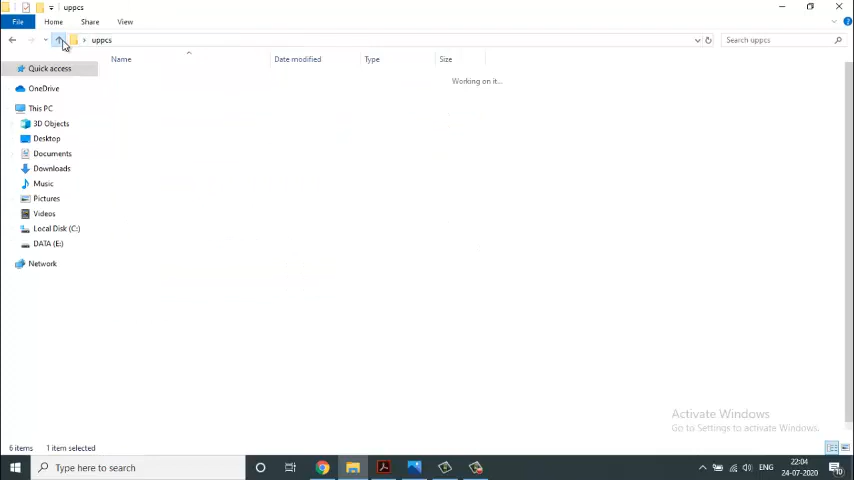 uppcs
File
Home
Share
View
uppcs
Search uppcs
Name
Date modified
Type
Size
Working on it...
Quick access
OneDrive
This PC
3D Objects
Desktop
Documents
Downloads
Music
Pictures
Videos
Local Disk (C:)
DATA (E:)
Network
Activate Windows
Go to Settings to activate Windows.
6 items 1 item selected
Type here to search
ENG
22:04
24-07-2020